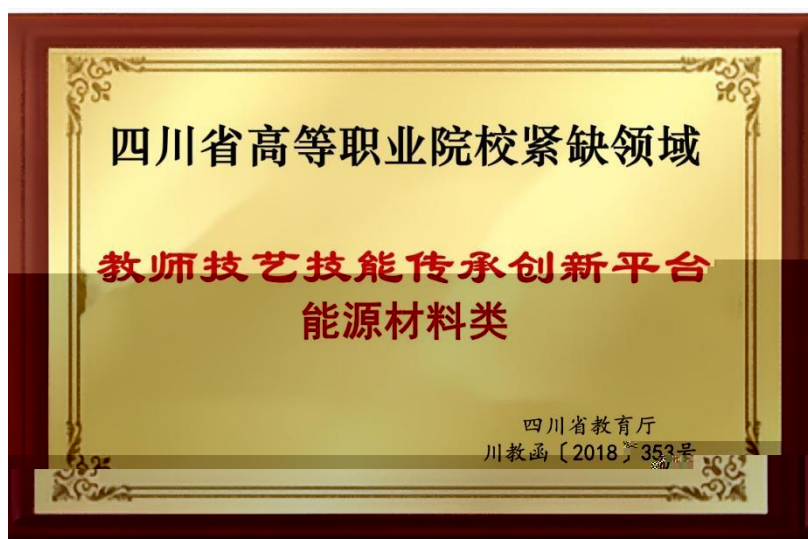 四川省高等职业院校紧缺领域
教师技艺技能传承创新平台
能源材料类
四川省教育厅
川教函〔2018〕353号